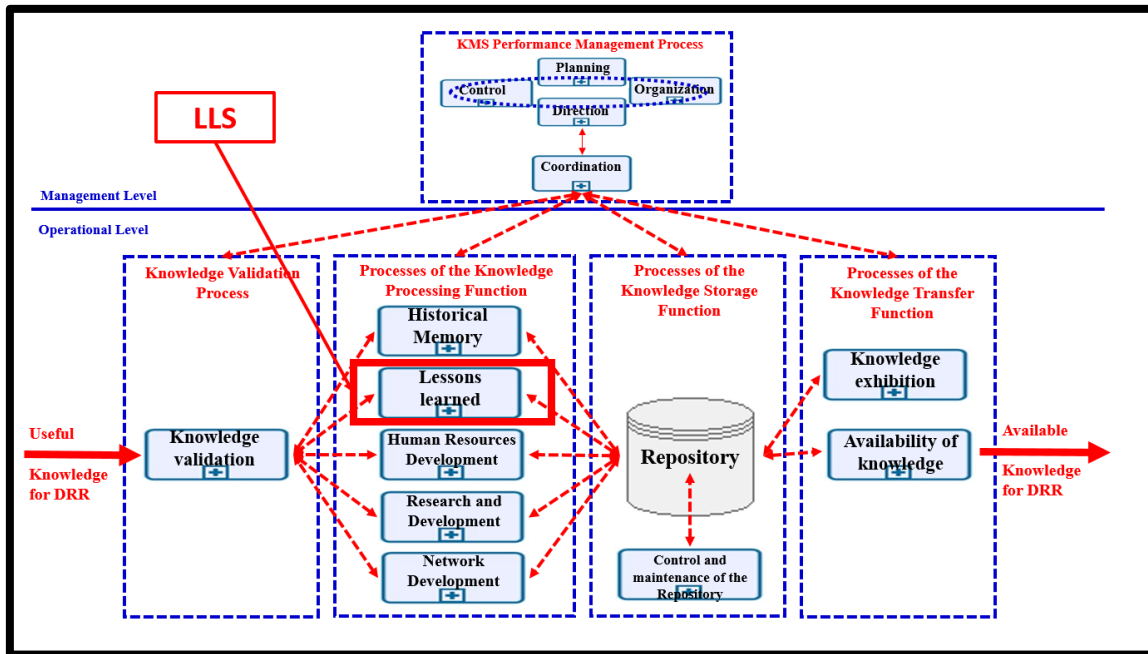 KMS Performance Management Process
Planning
Control
Organization
Direction
LLS
Coordination
Management Level
Operational Level
Knowledge Validation
Process
Processes of the Knowledge
Processing Function
Processes of the
Knowledge Storage
Function
Processes of the
Knowledge Transfer
Function
Historical
Memory
Lessons
learned
Human Resources
Development
Research and
Development
Network
Development
Useful
Knowledge
for DRR
Knowledge
validation
Repository
Control and
maintenance of the
Repository
Knowledge
exhibition
Availability of
knowledge
Available
Knowledge
for DRR